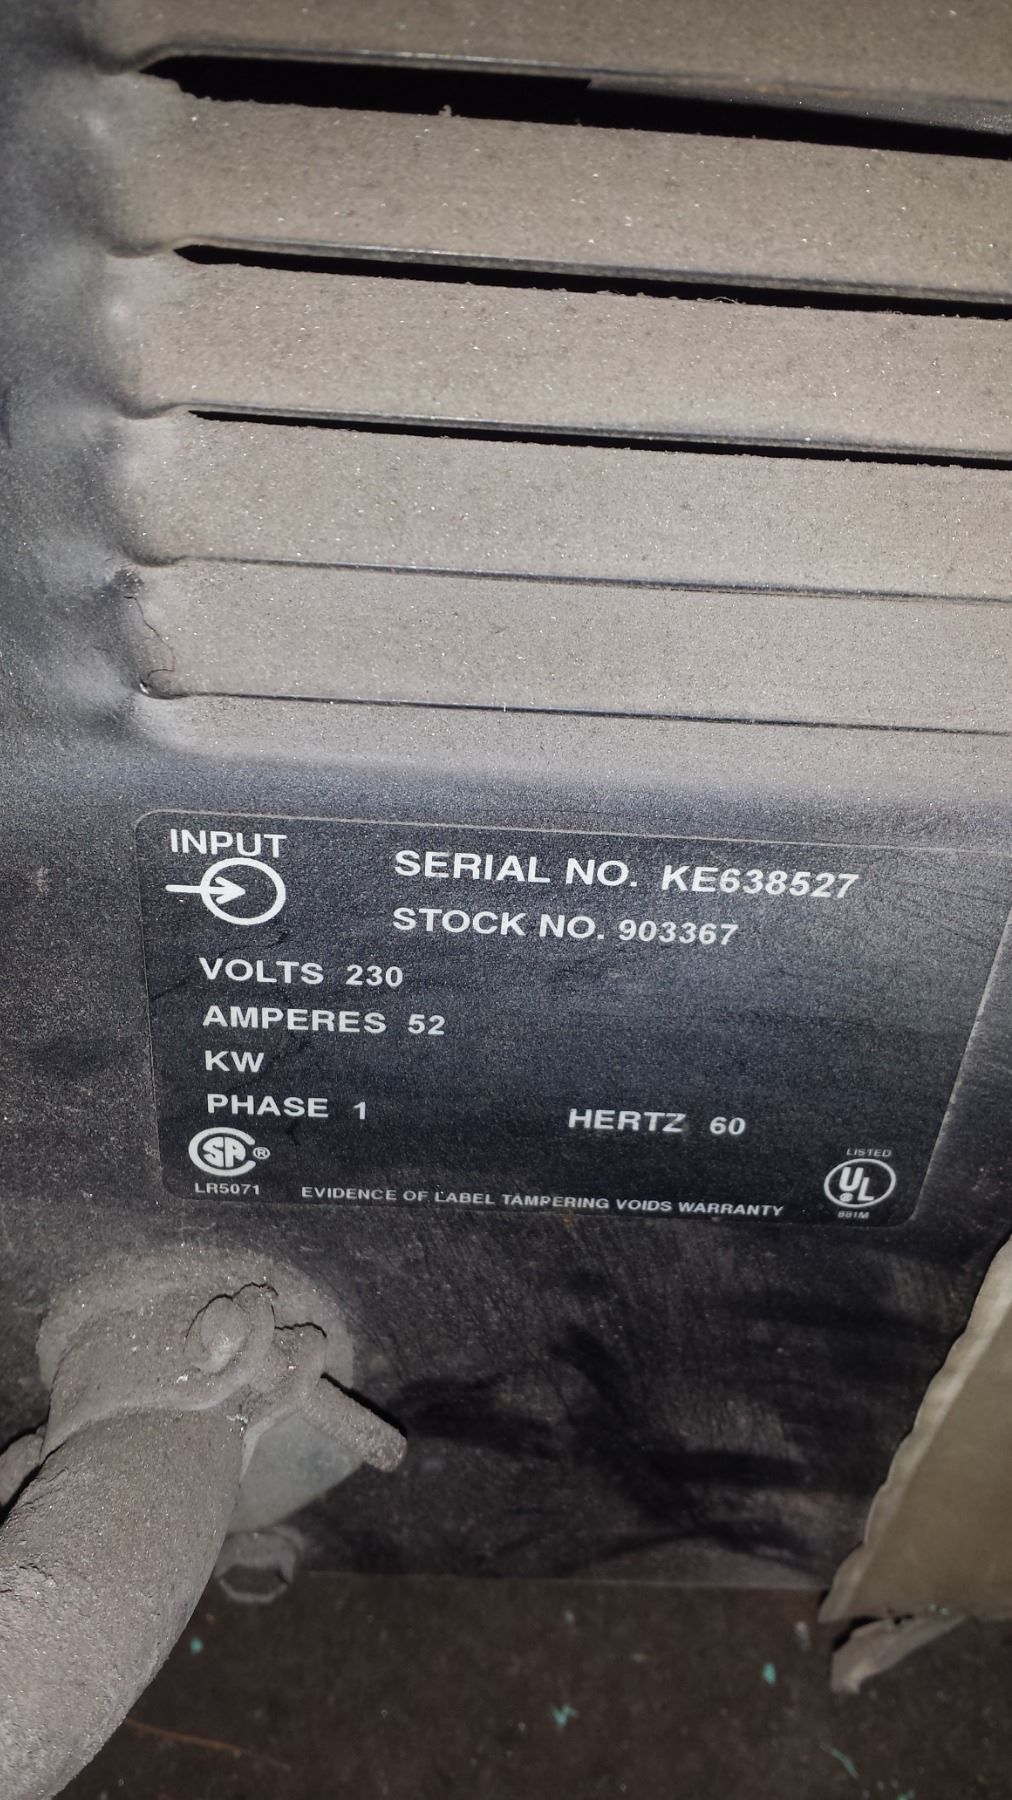 INPUT
SERIAL NO. KE638527
STOCK NO. 903367
VOLTS 230
AMPERES 52
KW
PHASE 1
HERTZ 60
SA ®
LR5071
EVIDENCE OF LABEL TAMPERING VOIDS WARRANTY
LISTED
UL ®
881M